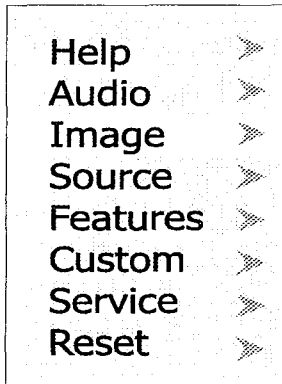 Help
Audio
Image
Source
Features
Custom
Service
Reset